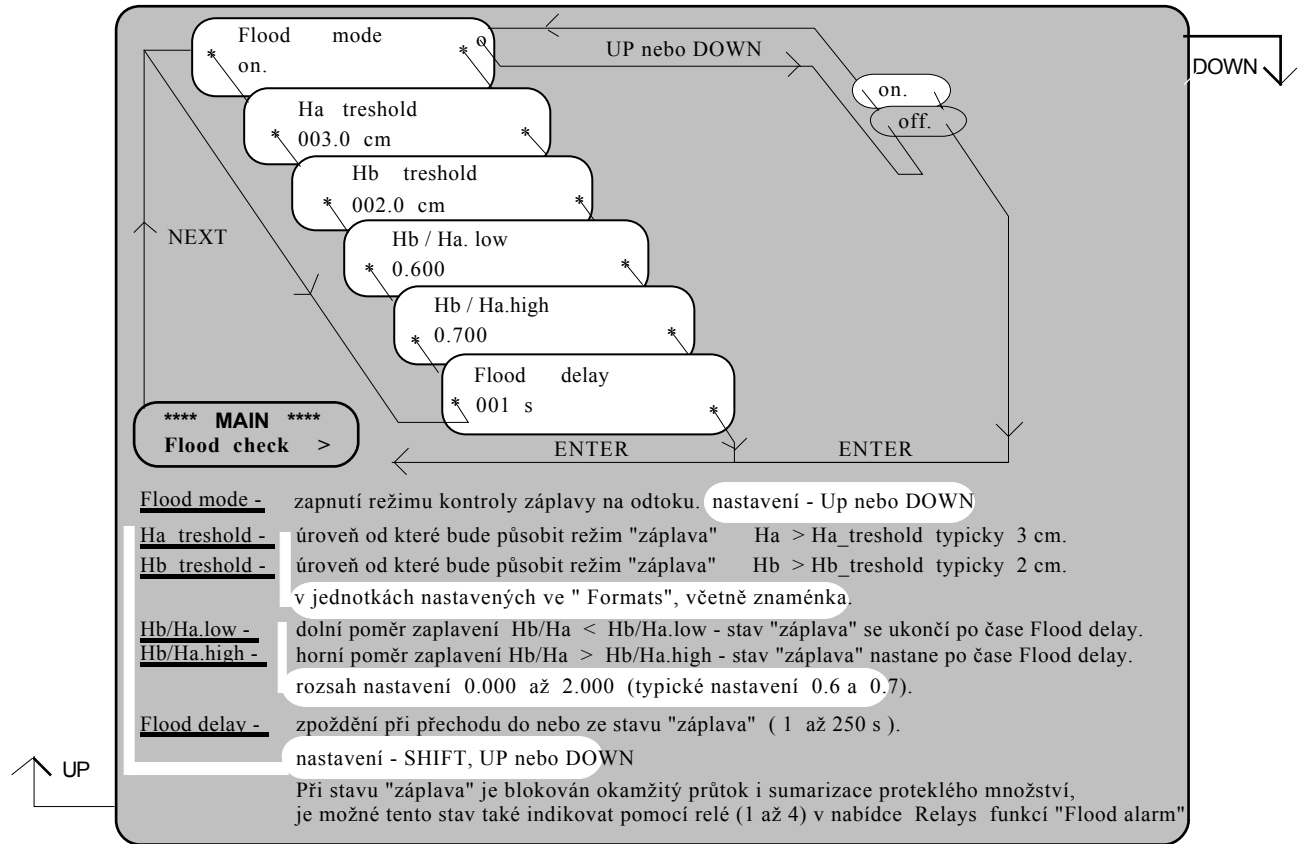 Flood mode
on.
o
UP nebo DOWN
DOWN
on.
off.
* Ha treshold *
003.0 cm
Hb treshold
* 002.0 cm *
NEXT
Hb / Ha. low
* 0.600 *
Hb / Ha.high
* 0.700 *
Flood delay
* 001 s *
**** MAIN ****
Flood check >
ENTER
ENTER
Flood mode - zapnutí režimu kontroly záplavy na odtoku. nastavení - Up nebo DOWN
Ha treshold - úroveň od které bude působit režim "záplava" Ha > Ha_treshold typicky 3 cm.
Hb treshold - úroveň od které bude působit režim "záplava" Hb > Hb_treshold typicky 2 cm.
v jednotkách nastavených ve " Formats", včetně znaménka.
Hb/Ha.low - dolní poměr zaplavení Hb/Ha < Hb/Ha.low - stav "záplava" se ukončí po čase Flood delay.
Hb/Ha.high - horní poměr zaplavení Hb/Ha > Hb/Ha.high - stav "záplava" nastane po čase Flood delay.
rozsah nastavení 0.000 až 2.000 (typické nastavení 0.6 a 0.7).
Flood delay - zpoždění při přechodu do nebo ze stavu "záplava" ( 1 až 250 s ).
nastavení - SHIFT, UP nebo DOWN
UP
Při stavu "záplava" je blokován okamžitý průtok i sumarizace proteklého množství,
je možné tento stav také indikovat pomocí relé (1 až 4) v nabídce Relays funkcí "Flood alarm"